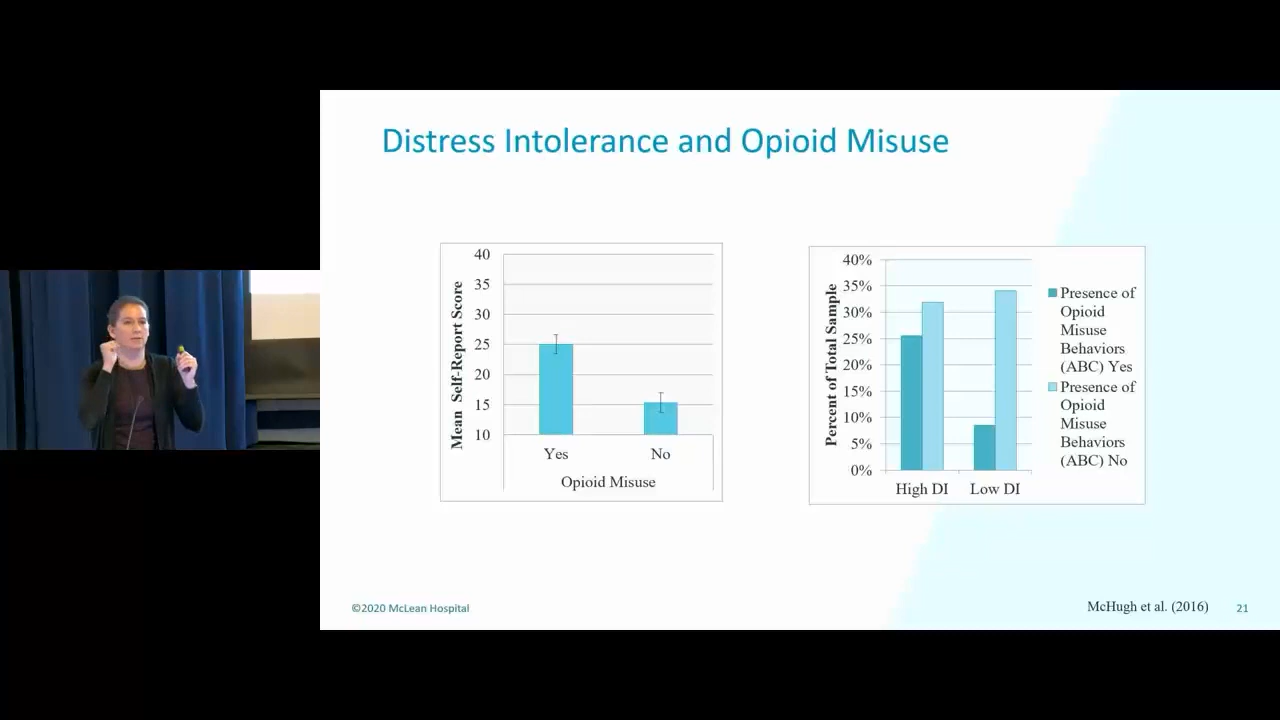 Distress Intolerance and Opioid Misuse
Mean Self-Report Score
40
35
30
25
20
15
10
Yes
No
Opioid Misuse
Percent of Total Sample
40%
35%
30%
25%
20%
15%
10%
5%
0%
High DI
Low DI
Presence of
Opioid
Misuse
Behaviors
(ABC) Yes
Presence of
Opioid
Misuse
Behaviors
(ABC) No
©2020 McLean Hospital
McHugh et al. (2016)
21